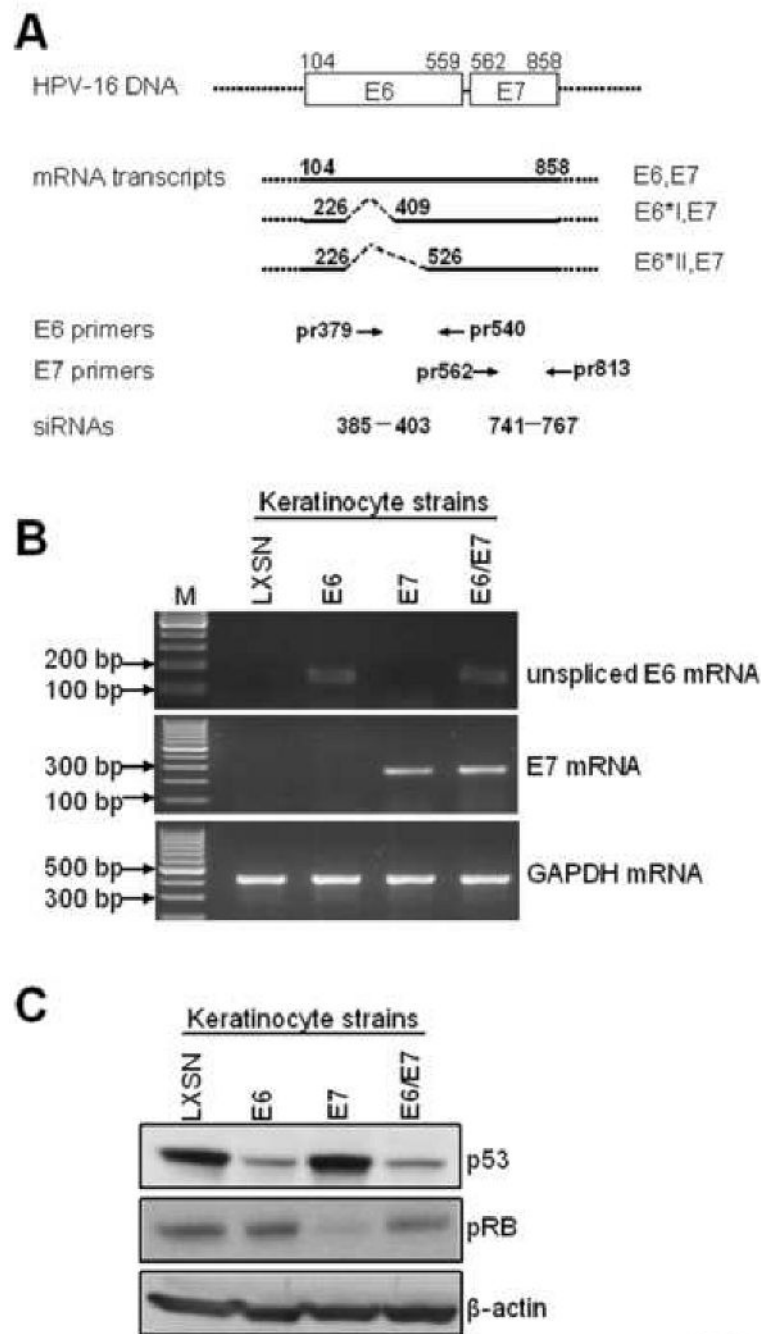 A
104 559 562 858
HPV-16 DNA E6 E7
mRNA transcripts 104 858 E6,E7
226 409 E6*I,E7
226 526 E6*II,E7
E6 primers pr379 pr540
E7 primers pr562 pr813
siRNAs 385 – 403 741 – 767
B
Keratinocyte strains
M LXSN E6 E7 E6/E7
200 bp
100 bp
unspliced E6 mRNA
300 bp
100 bp
E7 mRNA
500 bp
300 bp
GAPDH mRNA
C
Keratinocyte strains
LXSN E6 E7 E6/E7
p53
pRB
β-actin